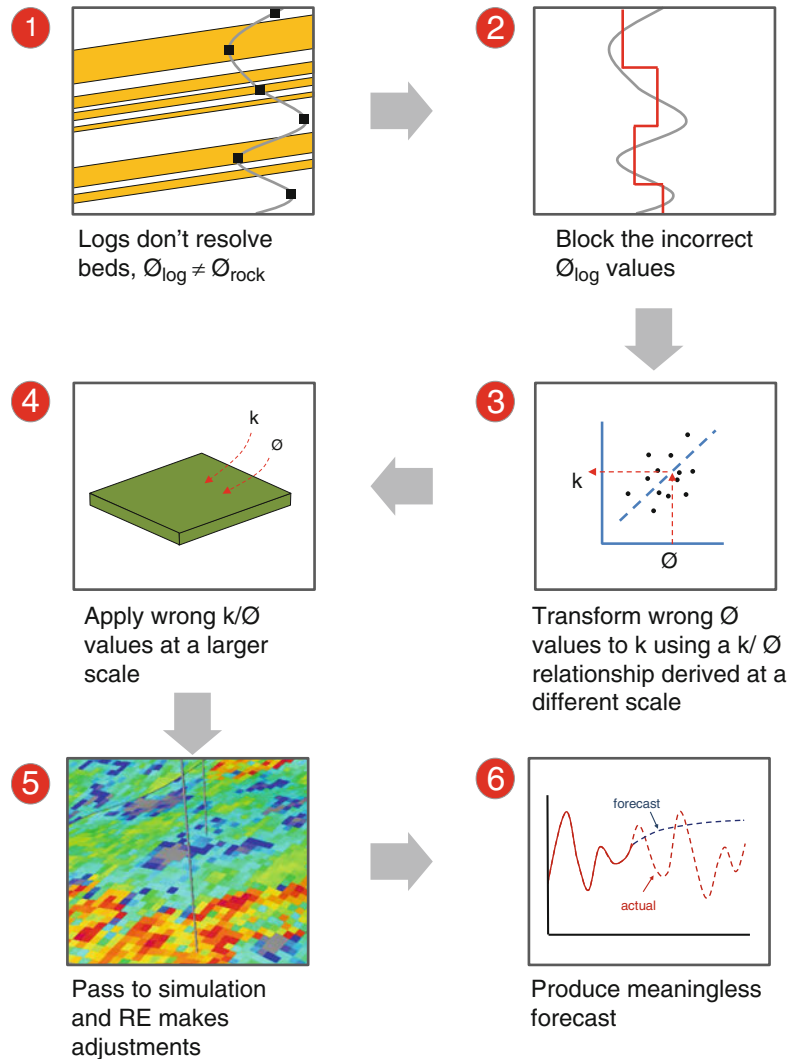 1
Logs don't resolve
beds, Ølog ≠ Ørock
2
Block the incorrect
Ølog values
3
k
Ø
Transform wrong Ø
values to k using a k/ Ø
relationship derived at a
different scale
4
k
Ø
Apply wrong k/Ø
values at a larger
scale
5
Pass to simulation
and RE makes
adjustments
6
forecast
actual
Produce meaningless
forecast